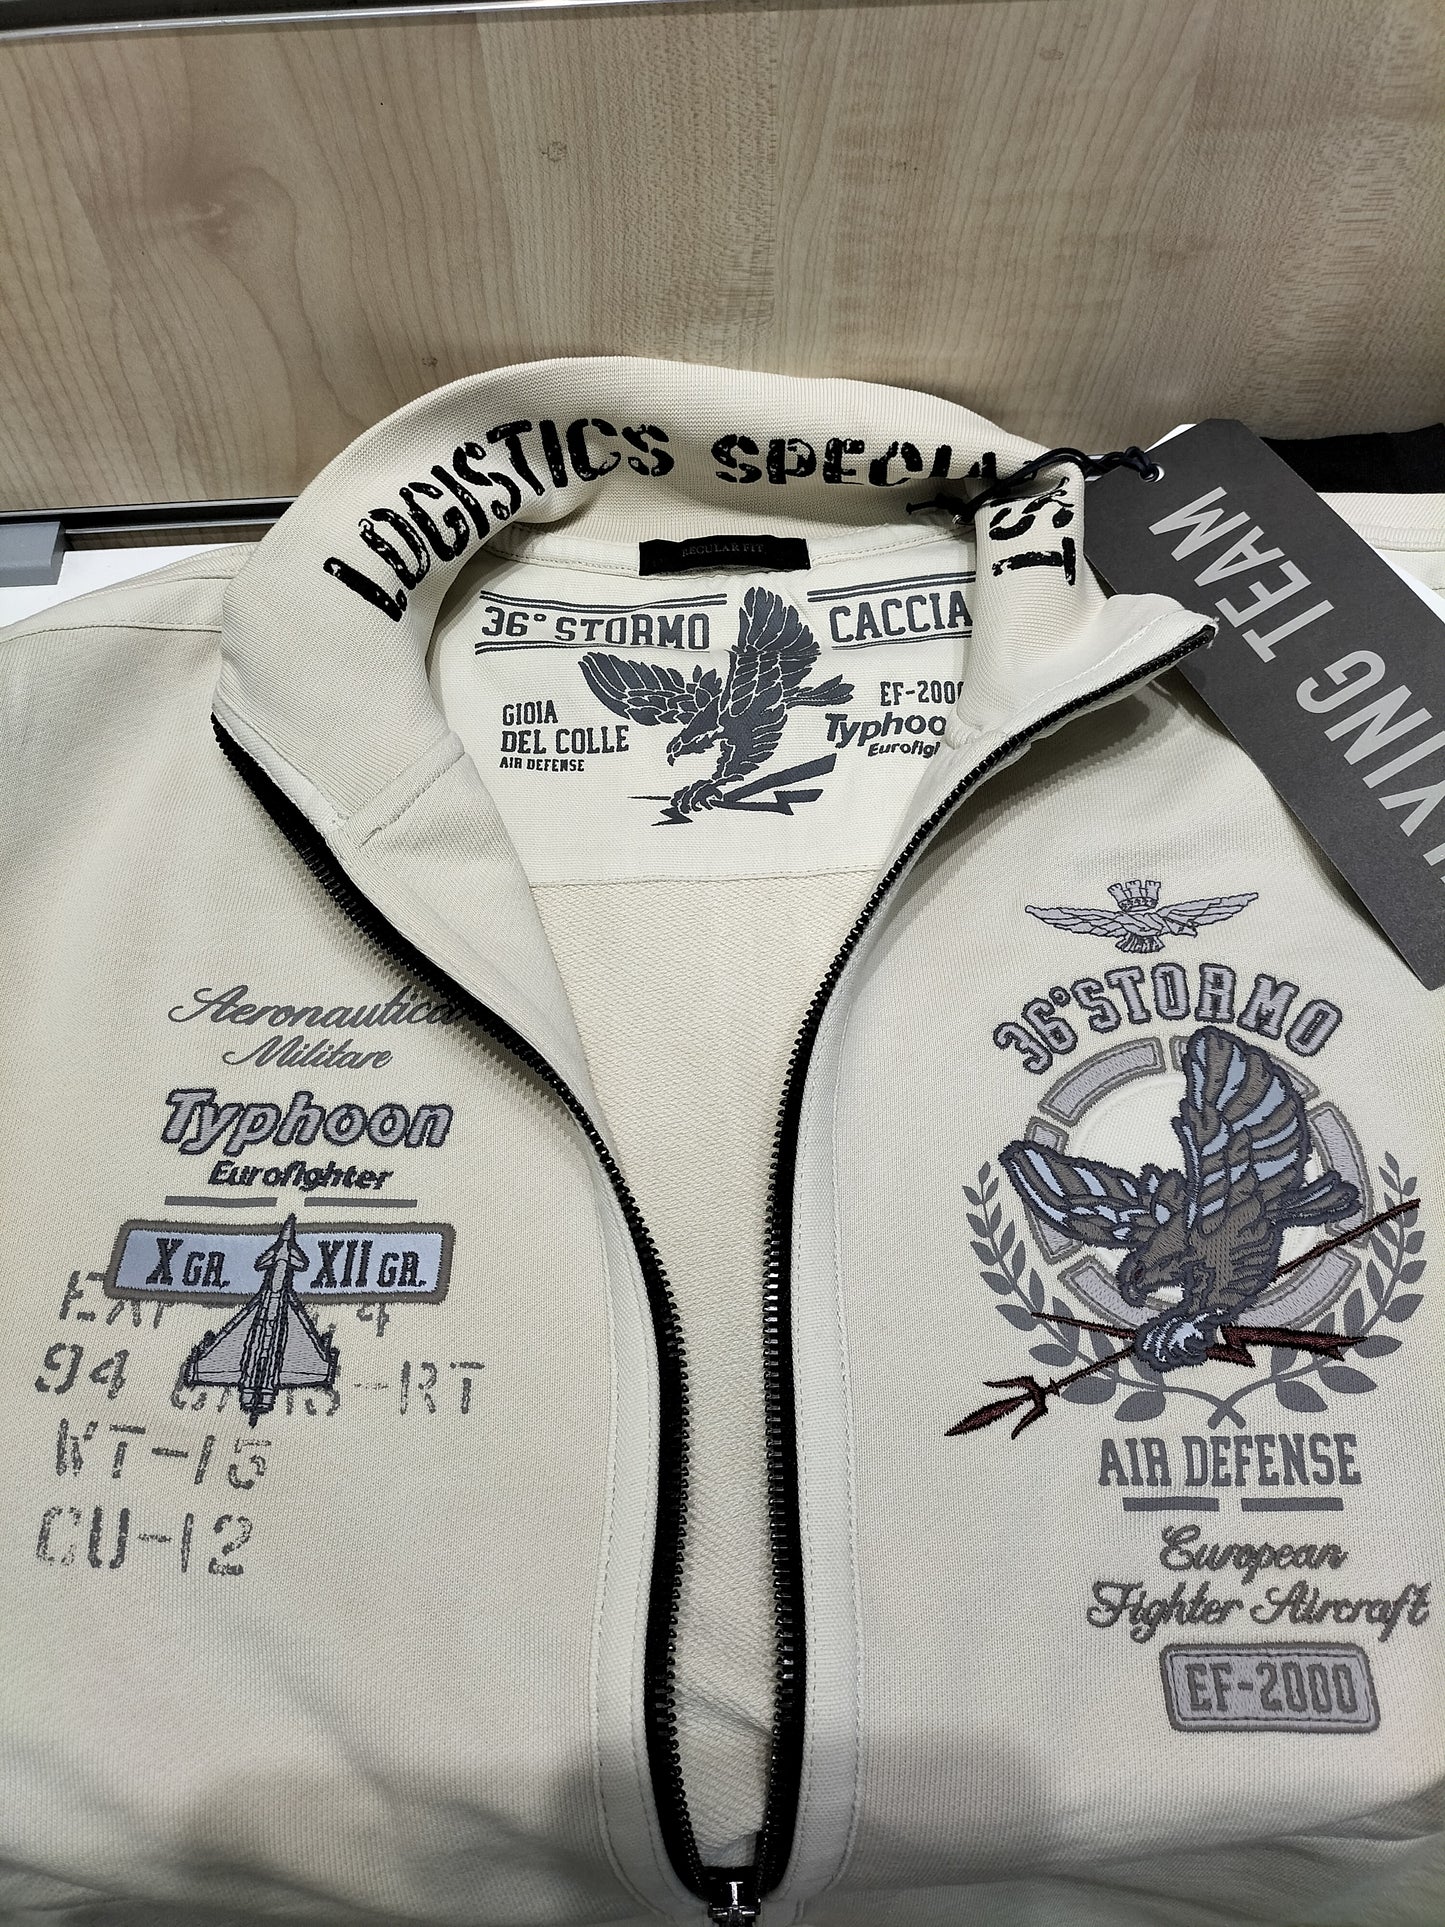 LOGISTICS SPECIALIST
REGULAR FIT
36° STORMO CACCIA
GIOIA
DEL COLLE
AIR DEFENSE
EF-2000
Typhoon
Eurofigh
FLYING TEAM
Aeronautica
Militare
Typhoon
Eurofighter
X GR. XII GR.
94
-RT
KT-15
CU-12
36° STORMO
AIR DEFENSE
European
Fighter Aircraft
EF-2000